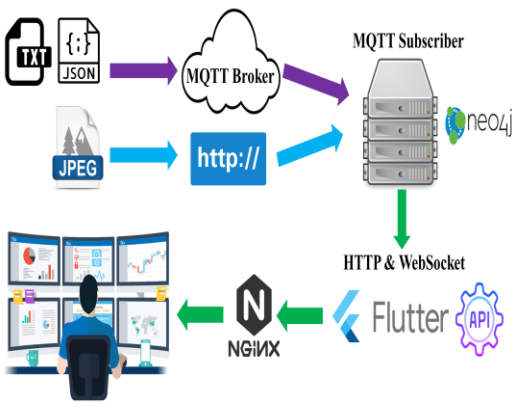 MQTT Subscriber
TXT
{;}
JSON
MQTT Broker
neo4j
JPEG
http://
HTTP & WebSocket
Flutter
API
N
NGiNX